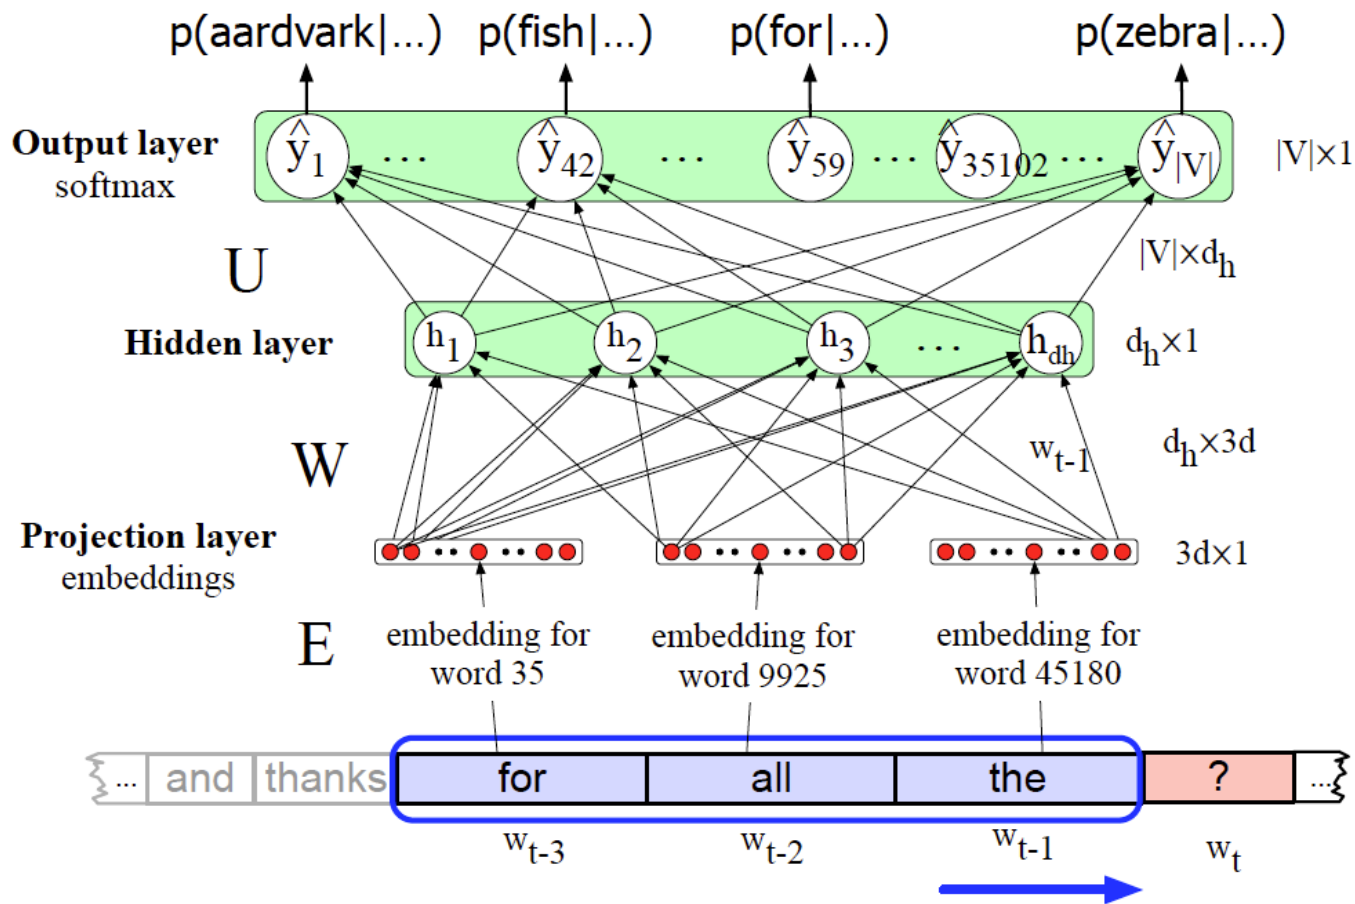 p(aardvark|...) p(fish|...) p(for|...) p(zebra|...)
Output layer
softmax
ŷ1 ... ŷ42 ... ŷ59 ... ŷ35102 ... ŷ|V|
|V|×1
U
|V|×dh
Hidden layer
h1 h2 h3 ... hdh
dh×1
W
wt-1
dh×3d
Projection layer
embeddings
3d×1
E
embedding for word 35
embedding for word 9925
embedding for word 45180
... and thanks for all the ? ...
wt-3 wt-2 wt-1 wt